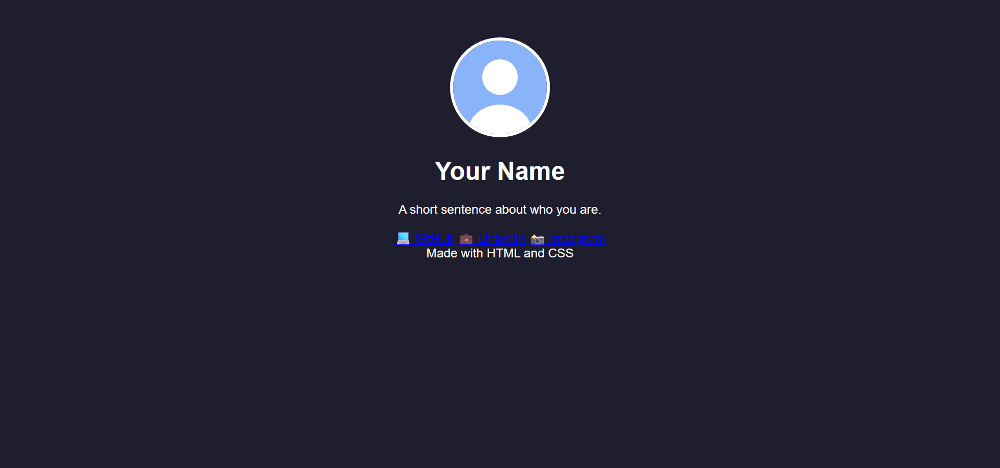 Your Name
A short sentence about who you are.
💻 GitHub 💼 LinkedIn 📸 Instagram
Made with HTML and CSS